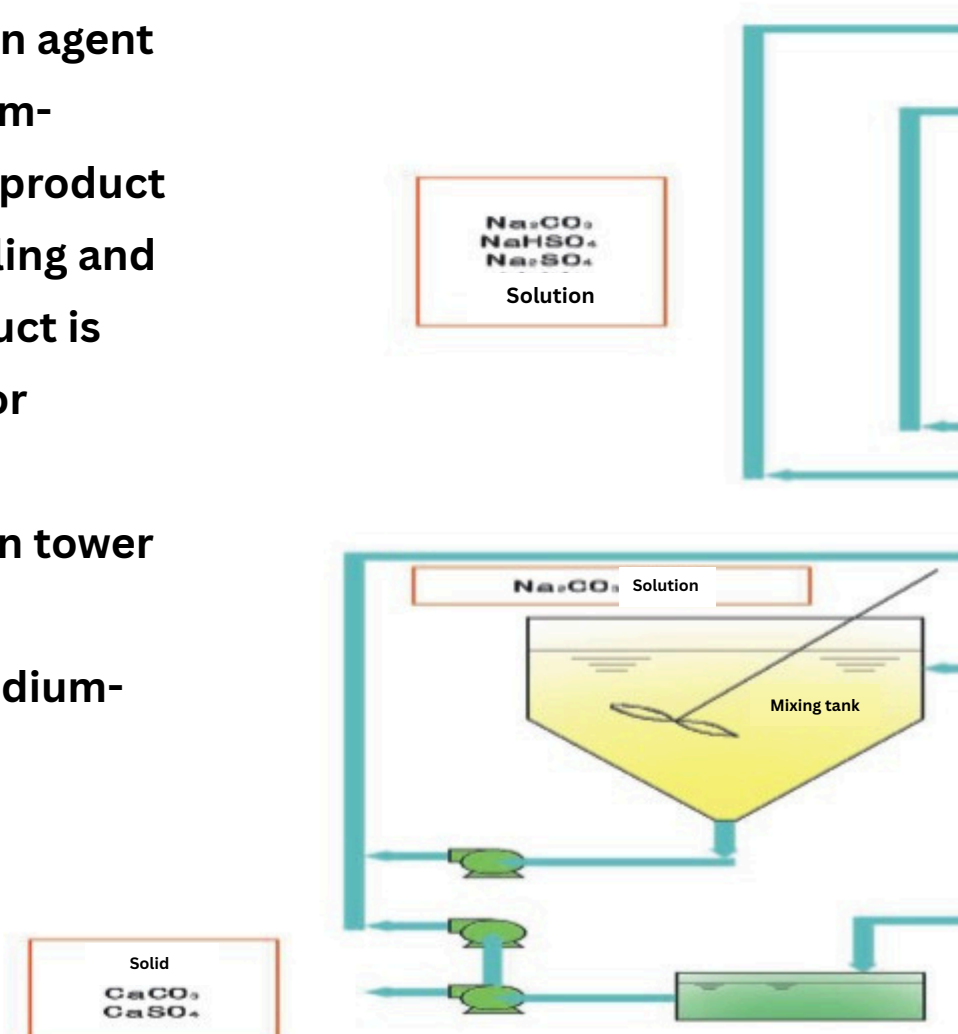 n agent
m-
product
ling and
uct is
or
n tower
dium-
Na₂CO₃
NaHSO₄
Na₂SO₄
Solution
Na₂CO₃ Solution
Mixing tank
Solid
CaCO₃
CaSO₄